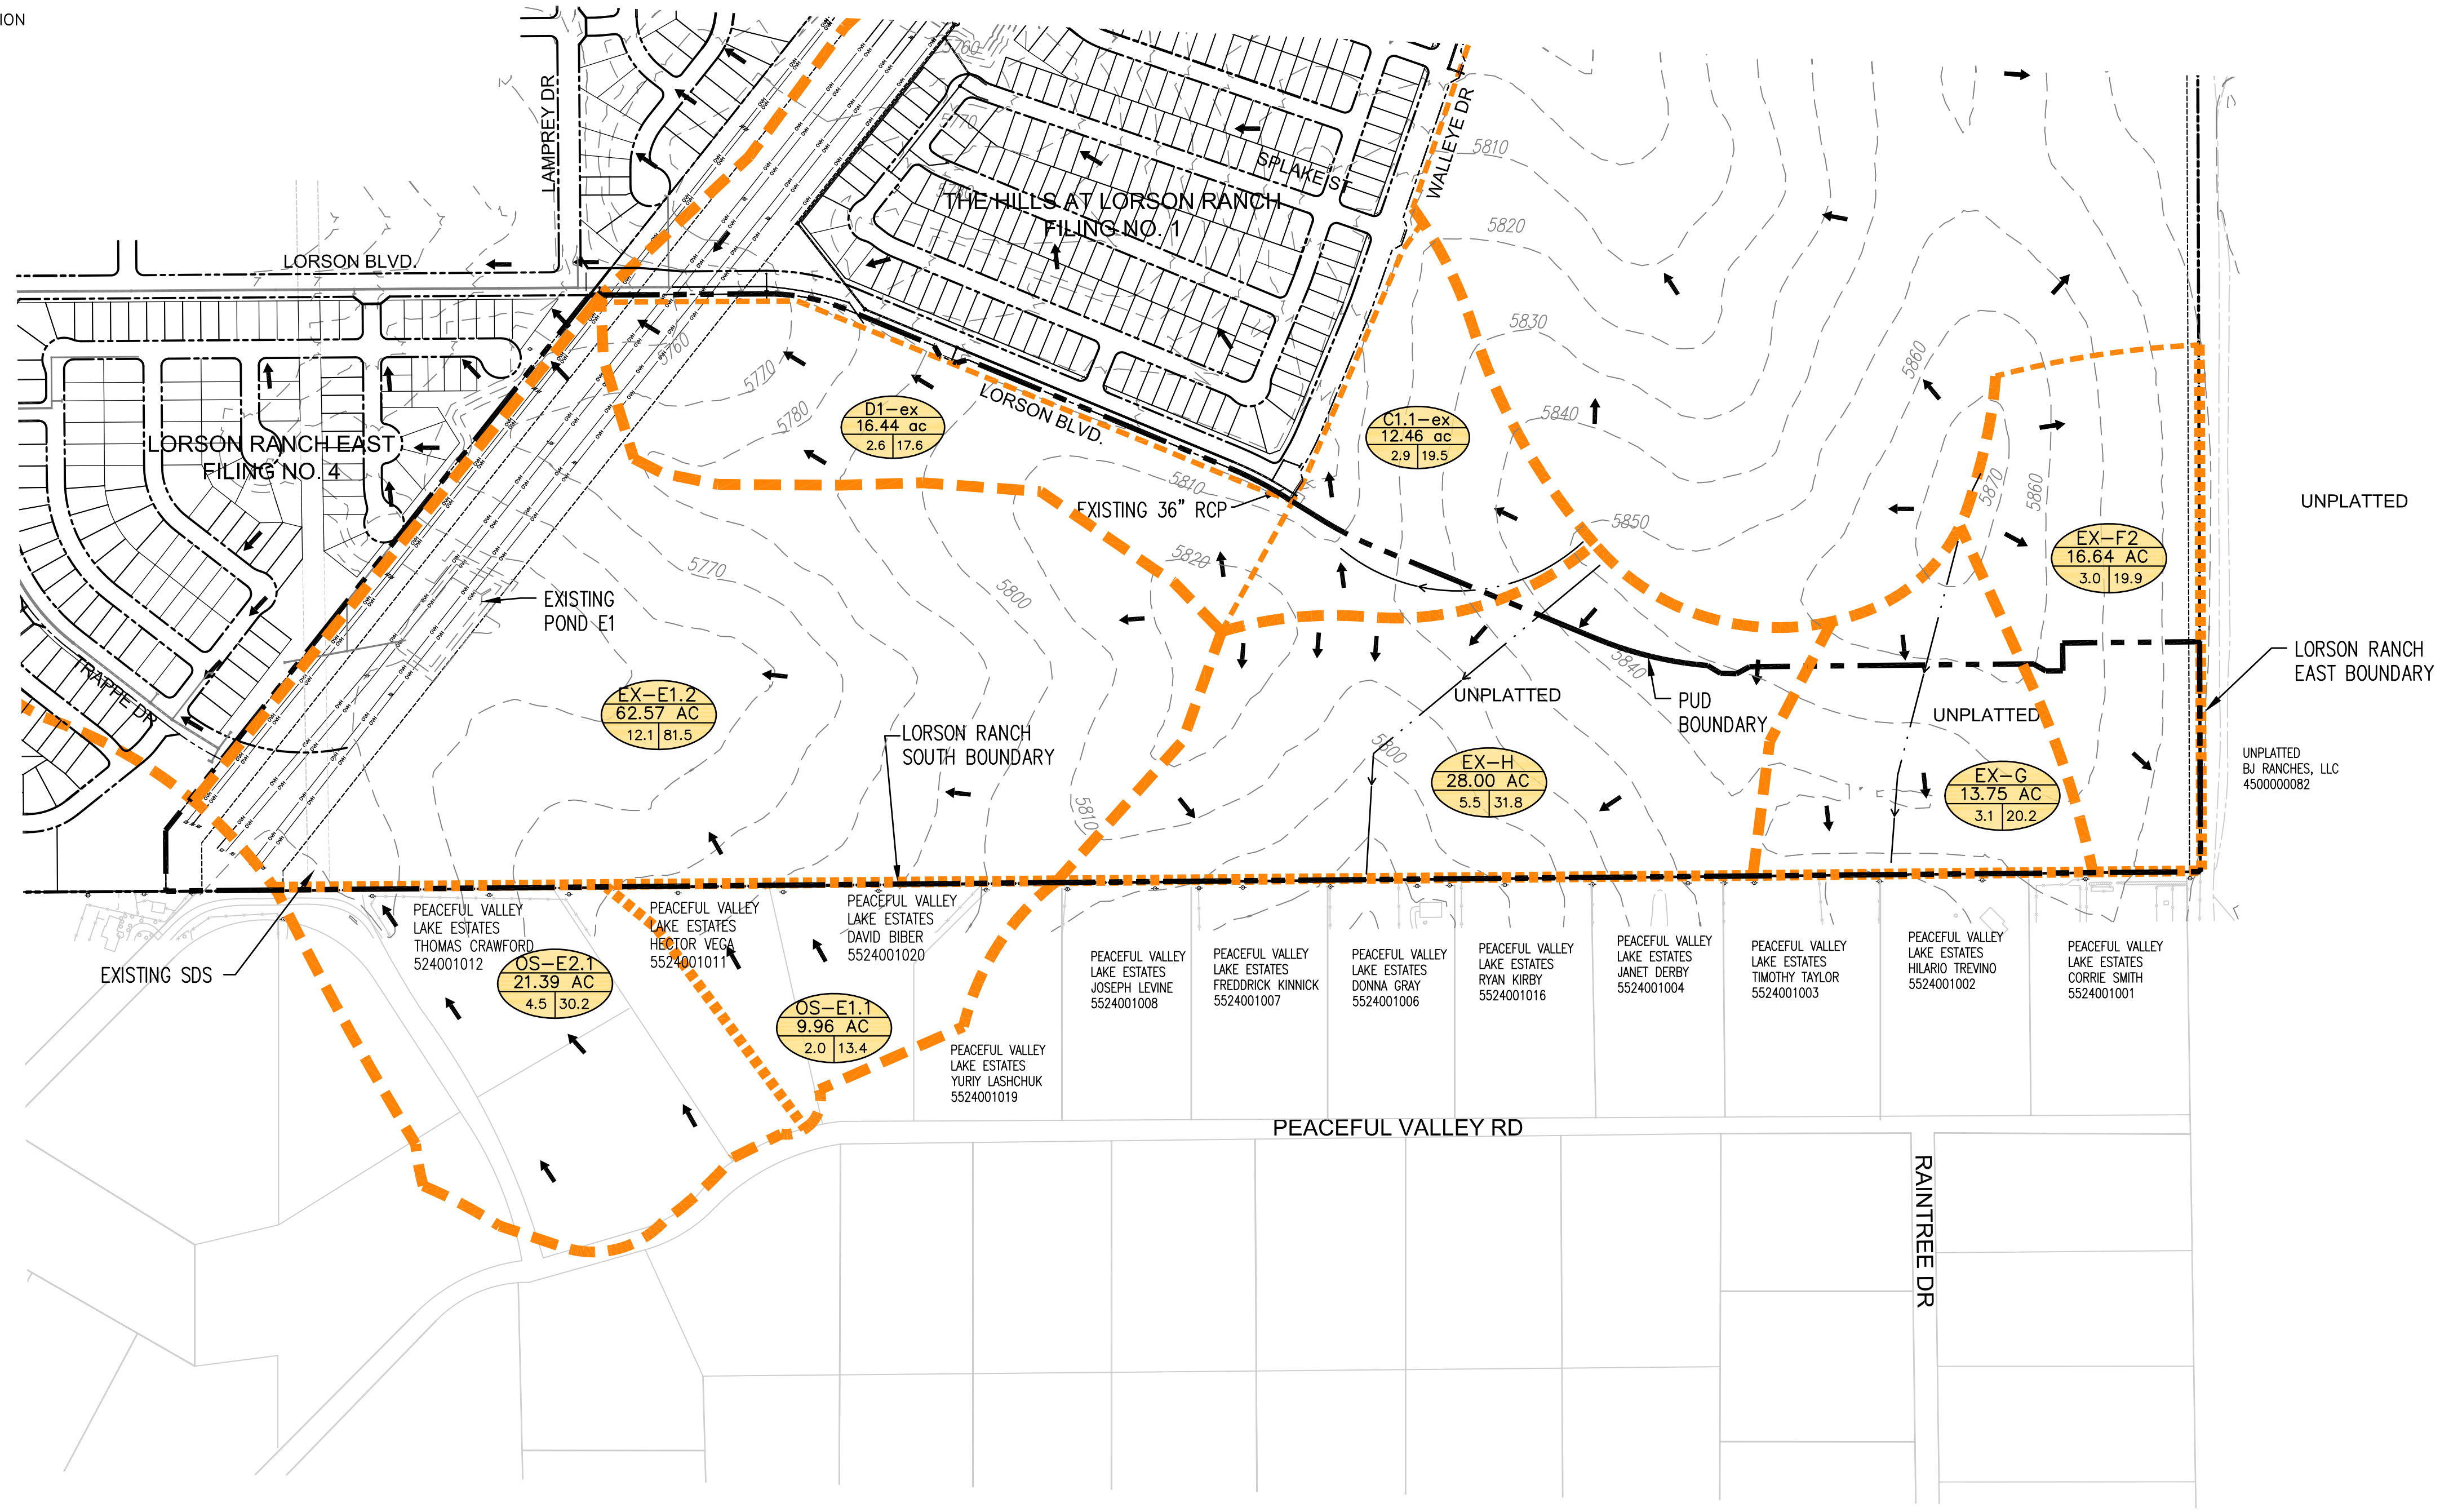 ION
LAMPREY DR
LORSON BLVD.
5760
5770
5780
THE HILLS AT LORSON RANCH
FILING NO. 1
SPLAKE ST
WALLEYE DR
5810
5820
5830
5840
5850
5860
5870
5860
UNPLATTED
5760
5770
5780
LORSON BLVD.
D1-ex
16.44 ac
2.6 17.6
C1.1-ex
12.46 ac
2.9 19.5
LORSON RANCH EAST
FILING NO. 4
5810
EXISTING 36" RCP
5820
5770
5800
EX-F2
16.64 AC
3.0 19.9
EXISTING
POND E1
LORSON RANCH
EAST BOUNDARY
TRAPPE DR
EX-E1.2
62.57 AC
12.1 81.5
LORSON RANCH
SOUTH BOUNDARY
5840
UNPLATTED
PUD
BOUNDARY
UNPLATTED
5800
5810
EX-H
28.00 AC
5.5 31.8
EX-G
13.75 AC
3.1 20.2
UNPLATTED
BJ RANCHES, LLC
4500000082
EXISTING SDS
PEACEFUL VALLEY
LAKE ESTATES
THOMAS CRAWFORD
524001012
PEACEFUL VALLEY
LAKE ESTATES
HECTOR VEGA
5524001011
PEACEFUL VALLEY
LAKE ESTATES
DAVID BIBER
5524001020
OS-E2.1
21.39 AC
4.5 30.2
OS-E1.1
9.96 AC
2.0 13.4
PEACEFUL VALLEY
LAKE ESTATES
YURIY LASHCHUK
5524001019
PEACEFUL VALLEY
LAKE ESTATES
JOSEPH LEVINE
5524001008
PEACEFUL VALLEY
LAKE ESTATES
FREDDRICK KINNICK
5524001007
PEACEFUL VALLEY
LAKE ESTATES
DONNA GRAY
5524001006
PEACEFUL VALLEY
LAKE ESTATES
RYAN KIRBY
5524001016
PEACEFUL VALLEY
LAKE ESTATES
JANET DERBY
5524001004
PEACEFUL VALLEY
LAKE ESTATES
TIMOTHY TAYLOR
5524001003
PEACEFUL VALLEY
LAKE ESTATES
HILARIO TREVINO
5524001002
PEACEFUL VALLEY
LAKE ESTATES
CORRIE SMITH
5524001001
PEACEFUL VALLEY RD
RAINTREE DR